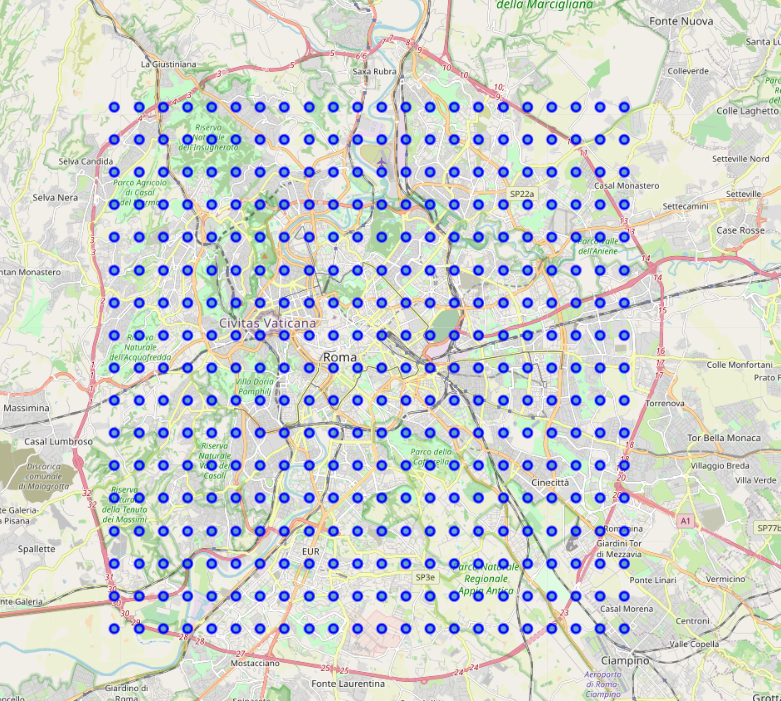 della Marcigliana
Fonte Nuova
La Giustiniana
Saxa Rubra
Colleverde
Santa Lu
Colle Laghetto
Riserva
Naturale
dell'Insugherata
Selva Candida
Setteville Nord
Casal Monastero
SP22a
Setteville
Parco Agricolo
di Casal
Selva Nera
Settecamini
Case Rosse
Parco Valle
dell'Aniene
ntan Monastero
Civitas Vaticana
Riserva
Naturale
dell'Acquafredda
Roma
Colle Monfortani
Prato F
Villa Doria
Pamphilj
Massimina
Torrenova
Casal Lumbroso
Tor Bella Monaca
Riserva
Naturale
Casali
Parco della
Villaggio Breda
Discarica
comunale di
Malagrotta
Cinecittà
Villa Verde
Riserva
della Tenuta
dei Massimi
te Galeria-
a Pisana
A1
SP77b
Romanina
Giardini Tor
di Mezzavia
Spallette
EUR
Parco Naturale
Regionale
Appia Antica
SP3e
Ponte Linari
Vermicino
nte Galeria
Casal Morena
Centroni
Valle Copella
Mostacciano
Ciampino
Fonte Laurentina
Aeroporto
di Roma-
Ciampino
Giardino di
Roma
Grott